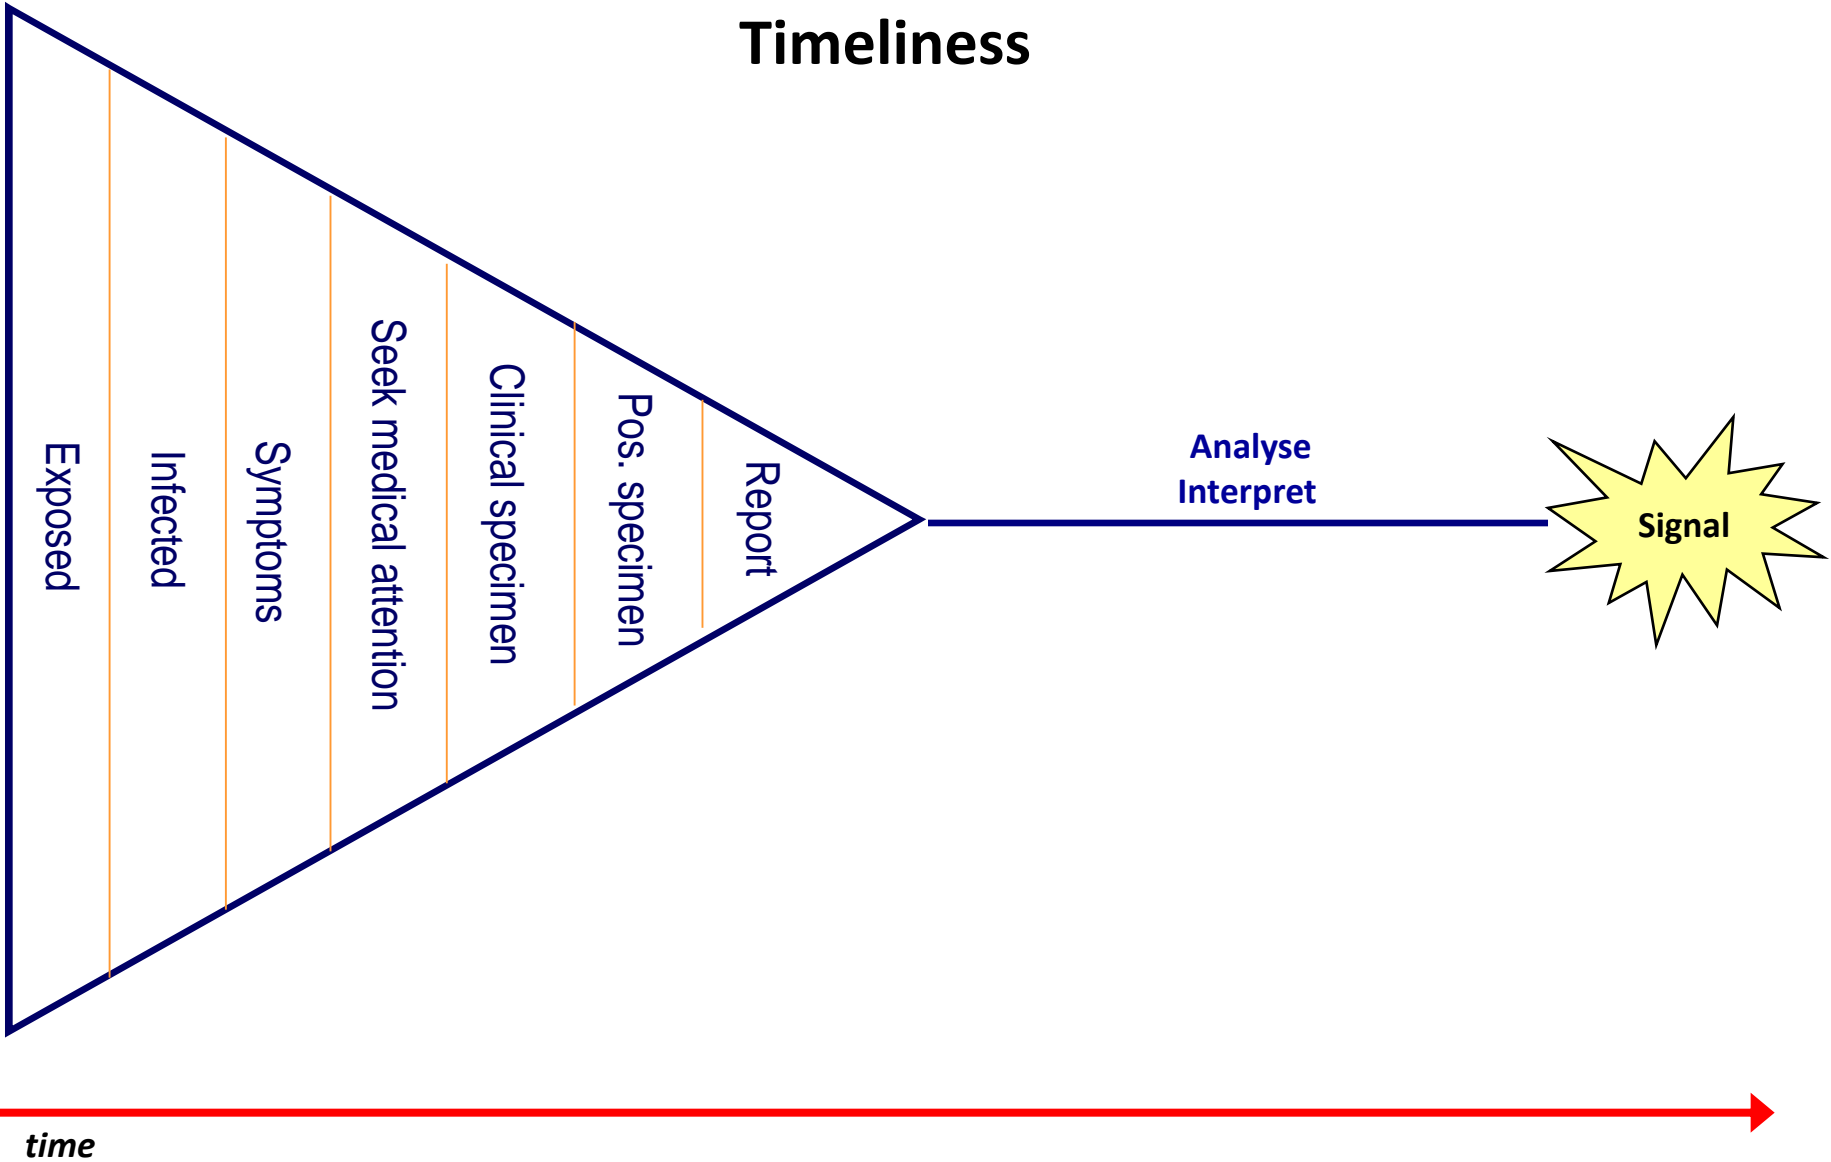 Timeliness
Exposed
Infected
Symptoms
Seek medical attention
Clinical specimen
Pos. specimen
Report
Analyse
Interpret
Signal
time